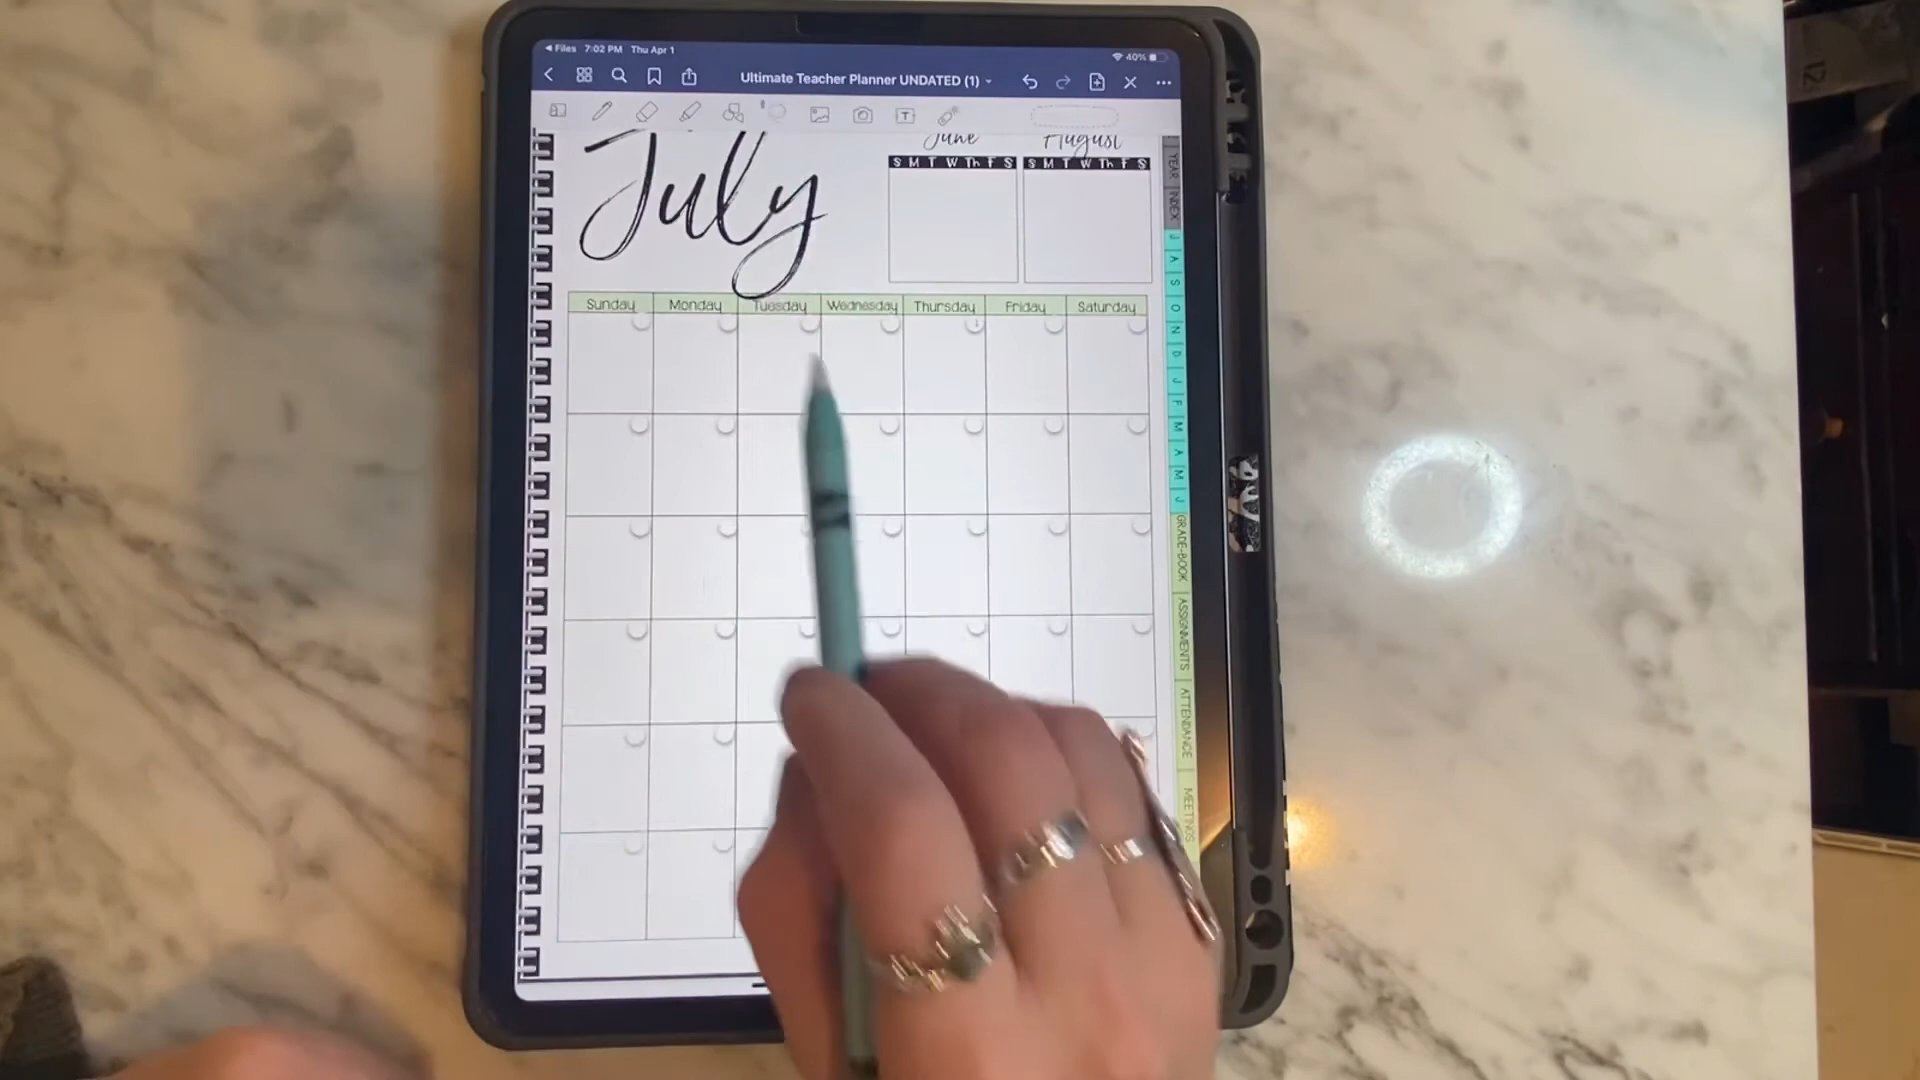 Files 7:02 PM Thu Apr 1 40%
Ultimate Teacher Planner UNDATED (1)
July
June
August
S M T W Th F S
S M T W Th F S
Sunday Monday Tuesday Wednesday Thursday Friday Saturday
1
YEAR | INDEX
J | A | S | O | N | D | J | F | M | A | M | J
GRADE-BOOK
ASSIGNMENTS
ATTENDANCE
MEETINGS